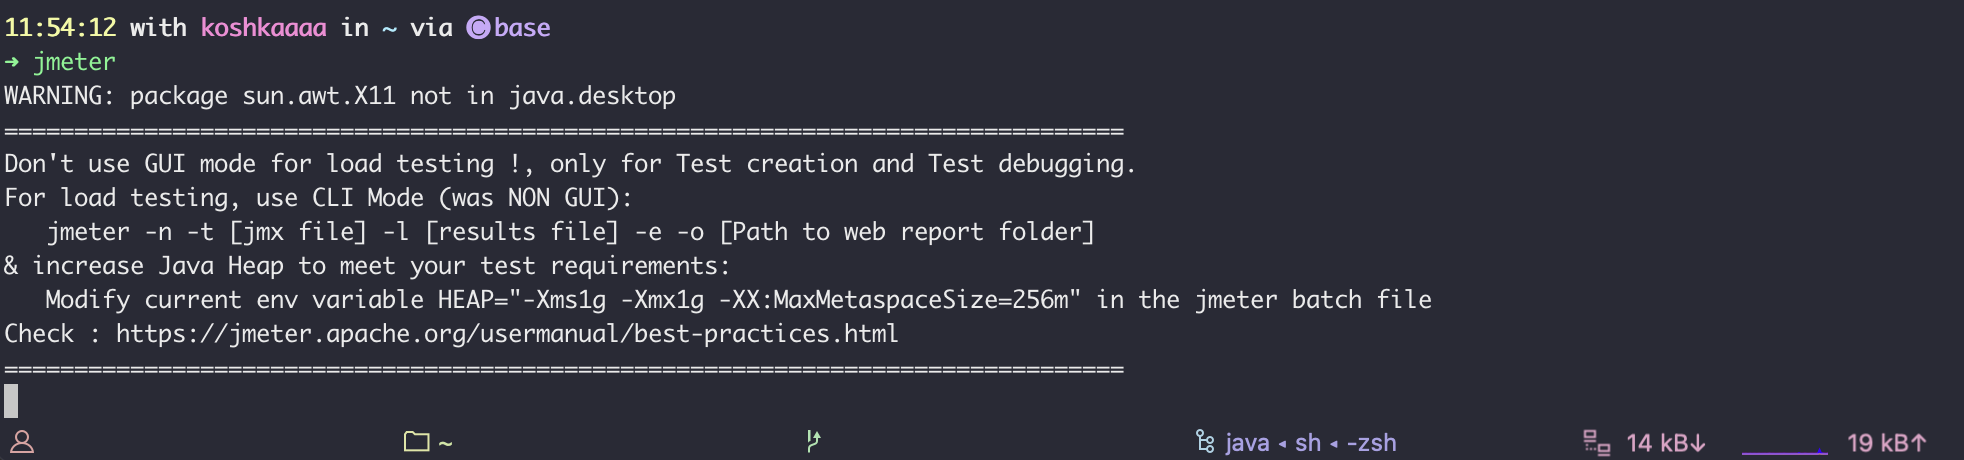 11:54:12 with koshkaaaa in ~ via ©base
➜ jmeter
WARNING: package sun.awt.X11 not in java.desktop
================================================================================
Don't use GUI mode for load testing !, only for Test creation and Test debugging.
For load testing, use CLI Mode (was NON GUI):
   jmeter -n -t [jmx file] -l [results file] -e -o [Path to web report folder]
& increase Java Heap to meet your test requirements:
   Modify current env variable HEAP="-Xms1g -Xmx1g -XX:MaxMetaspaceSize=256m" in the jmeter batch file
Check : https://jmeter.apache.org/usermanual/best-practices.html
================================================================================
~ java ◂ sh ◂ -zsh 14 kB↓ 19 kB↑